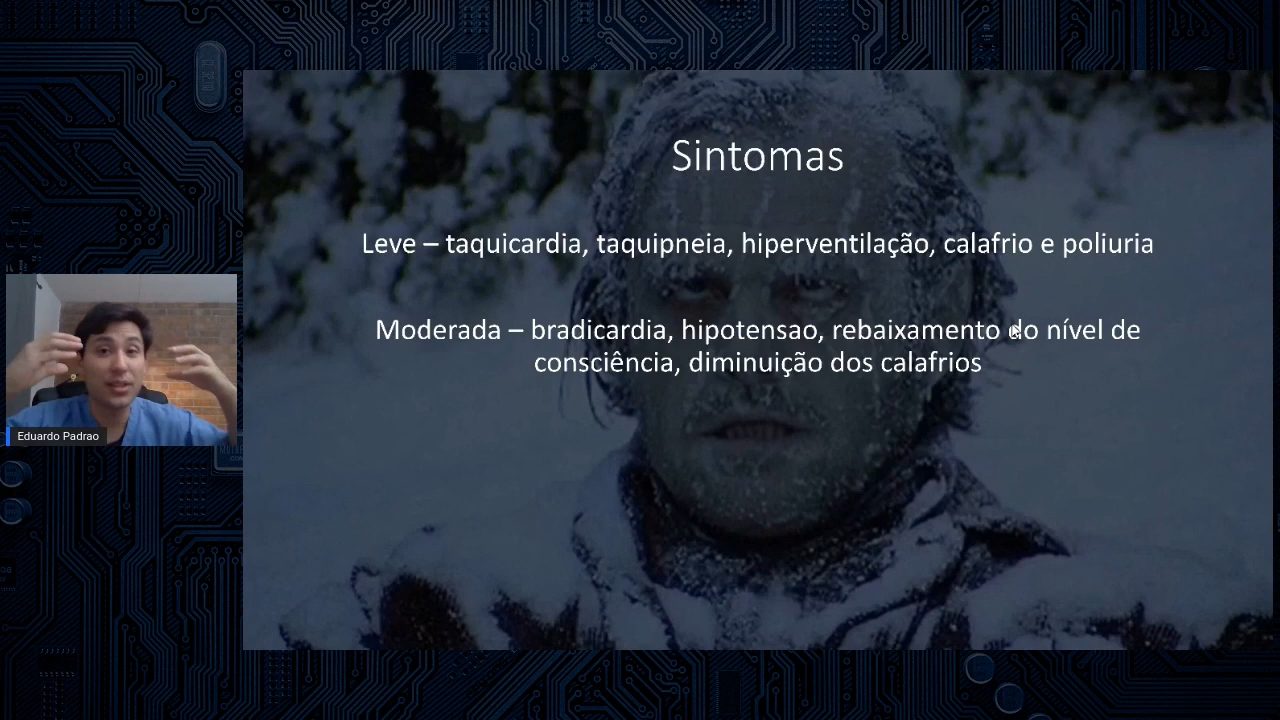 Sintomas
Leve – taquicardia, taquipneia, hiperventilação, calafrio e poliuria
Moderada – bradicardia, hipotensao, rebaixamento do nível de
consciência, diminuição dos calafrios
Eduardo Padrao